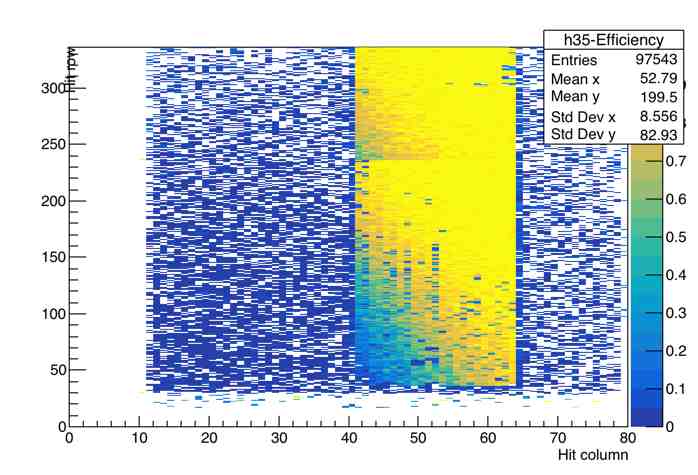 h35-Efficiency
Entries 97543
Mean x 52.79
Mean y 199.5
Std Dev x 8.556
Std Dev y 82.93
300
250
200
150
100
50
0
0 10 20 30 40 50 60 70 80
Hit column
0.7
0.6
0.5
0.4
0.3
0.2
0.1
0